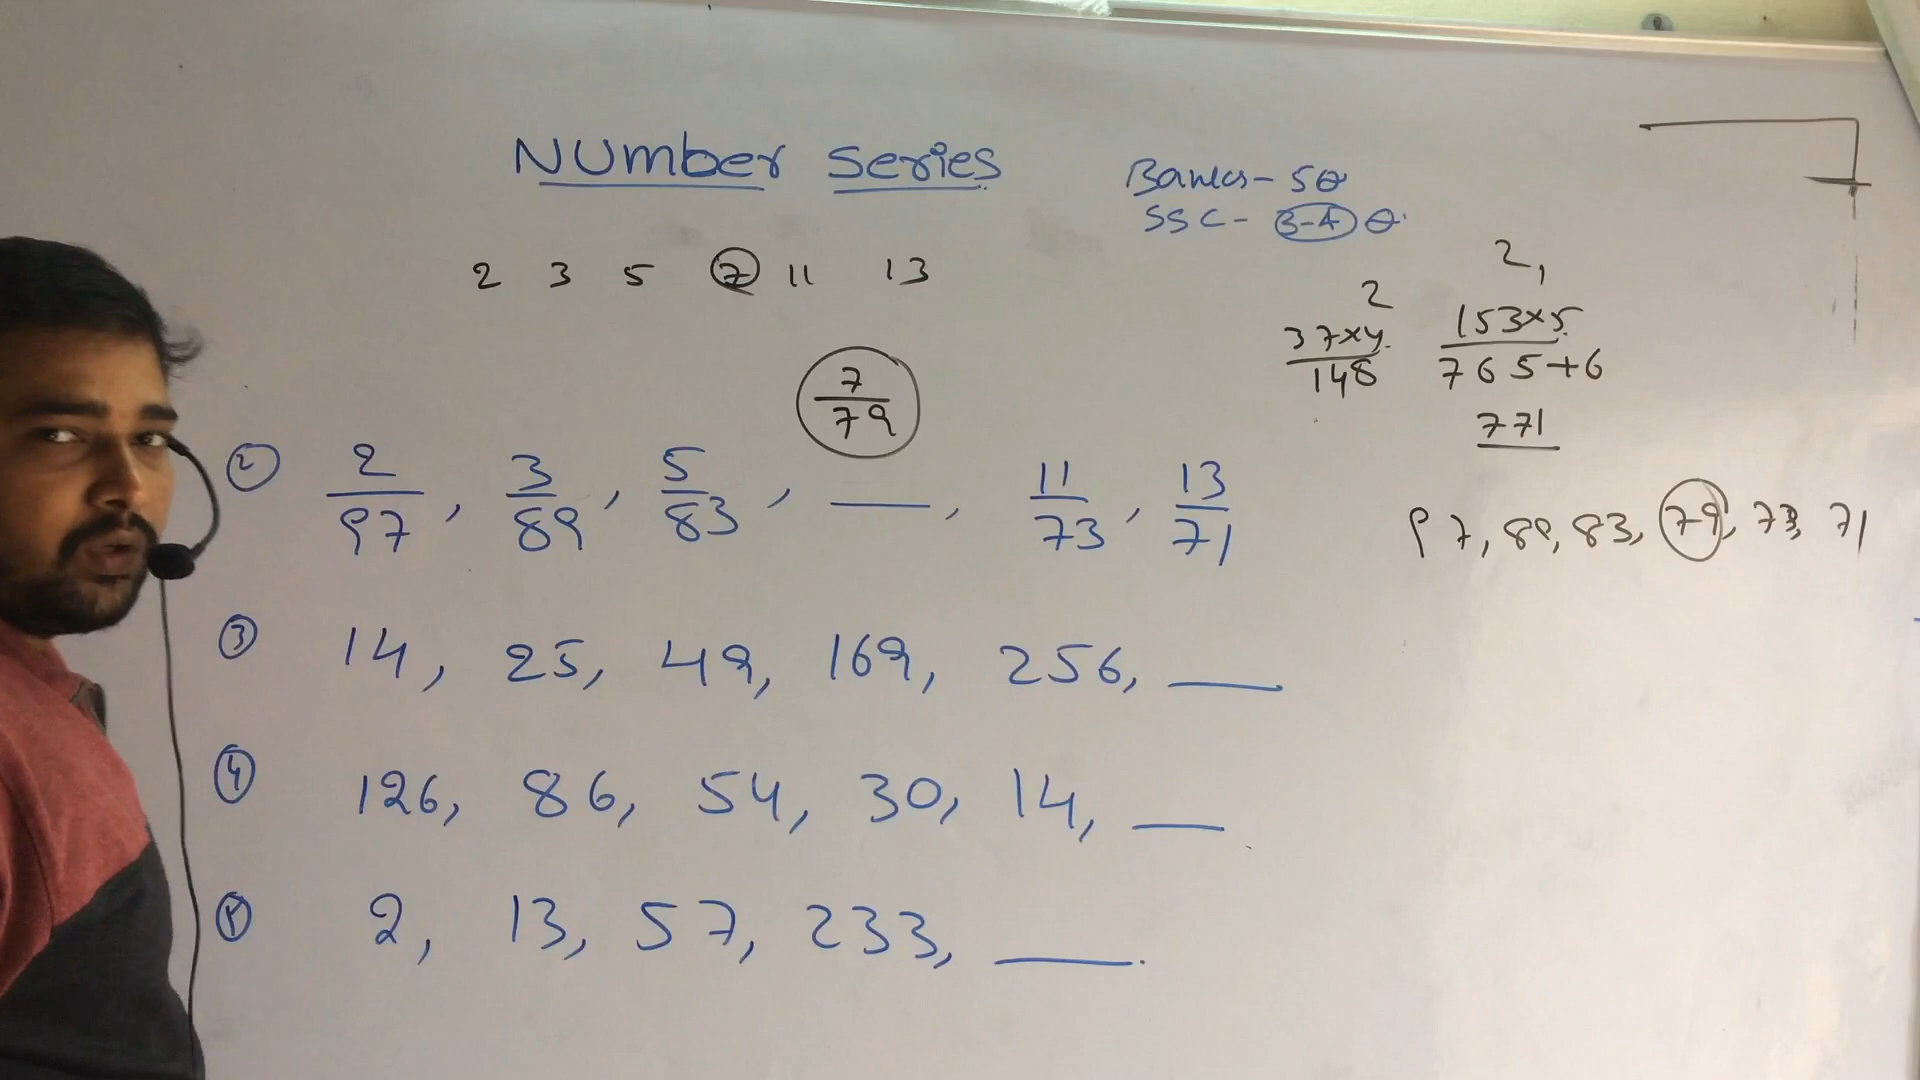 Number Series
Banks - 5Q
SSC - 3-4 Q
2 3 5 7 11 13
2
37×4
148
2,
153×5
765+6
771
7/79
② 2/97, 3/89, 5/83, ___, 11/73, 13/71
97, 89, 83, 79, 73, 71
③ 14, 25, 49, 169, 256, ___
④ 126, 86, 54, 30, 14, ___
⑤ 2, 13, 57, 233, ___.